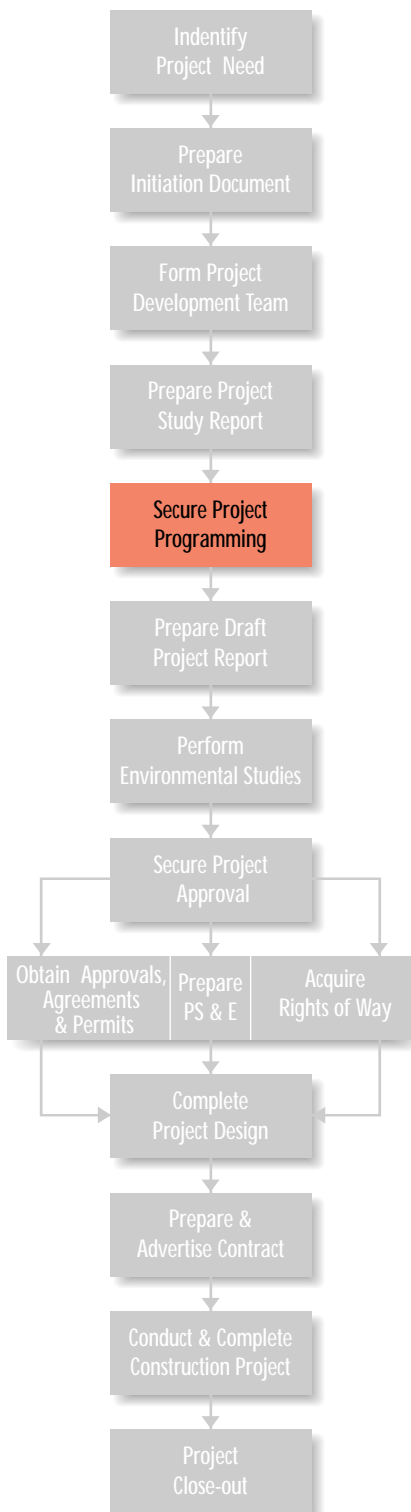 Indentify
Project Need
Prepare
Initiation Document
Form Project
Development Team
Prepare Project
Study Report
Secure Project
Programming
Prepare Draft
Project Report
Perform
Environmental Studies
Secure Project
Approval
Obtain Approvals,
Agreements
& Permits
Prepare
PS & E
Acquire
Rights of Way
Complete
Project Design
Prepare &
Advertise Contract
Conduct & Complete
Construction Project
Project
Close-out